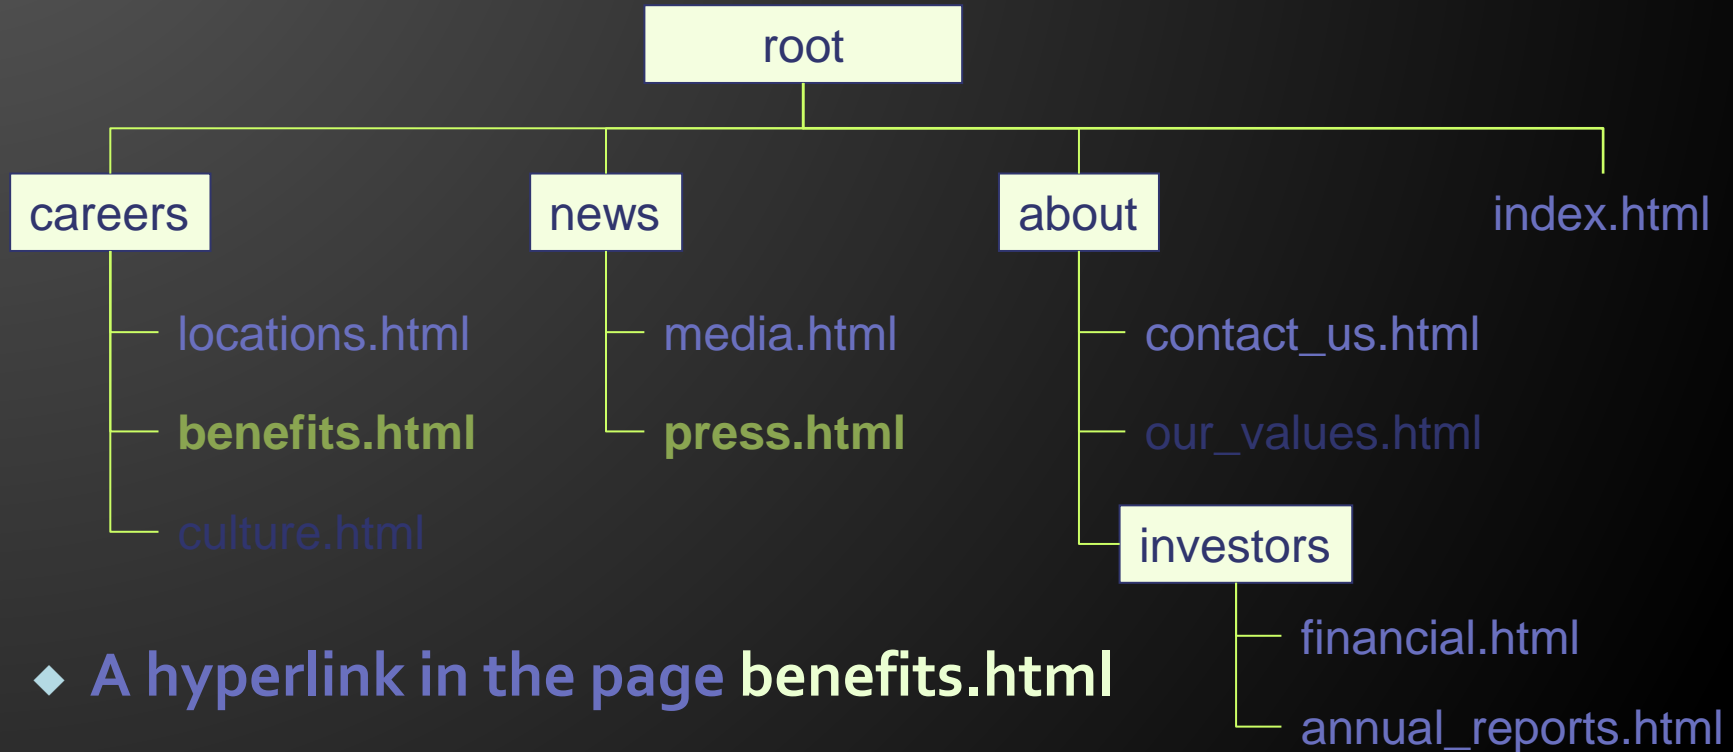 root
careers
news
about
index.html
locations.html
media.html
contact_us.html
benefits.html
press.html
our_values.html
culture.html
investors
financial.html
◆ A hyperlink in the page benefits.html
annual_reports.html